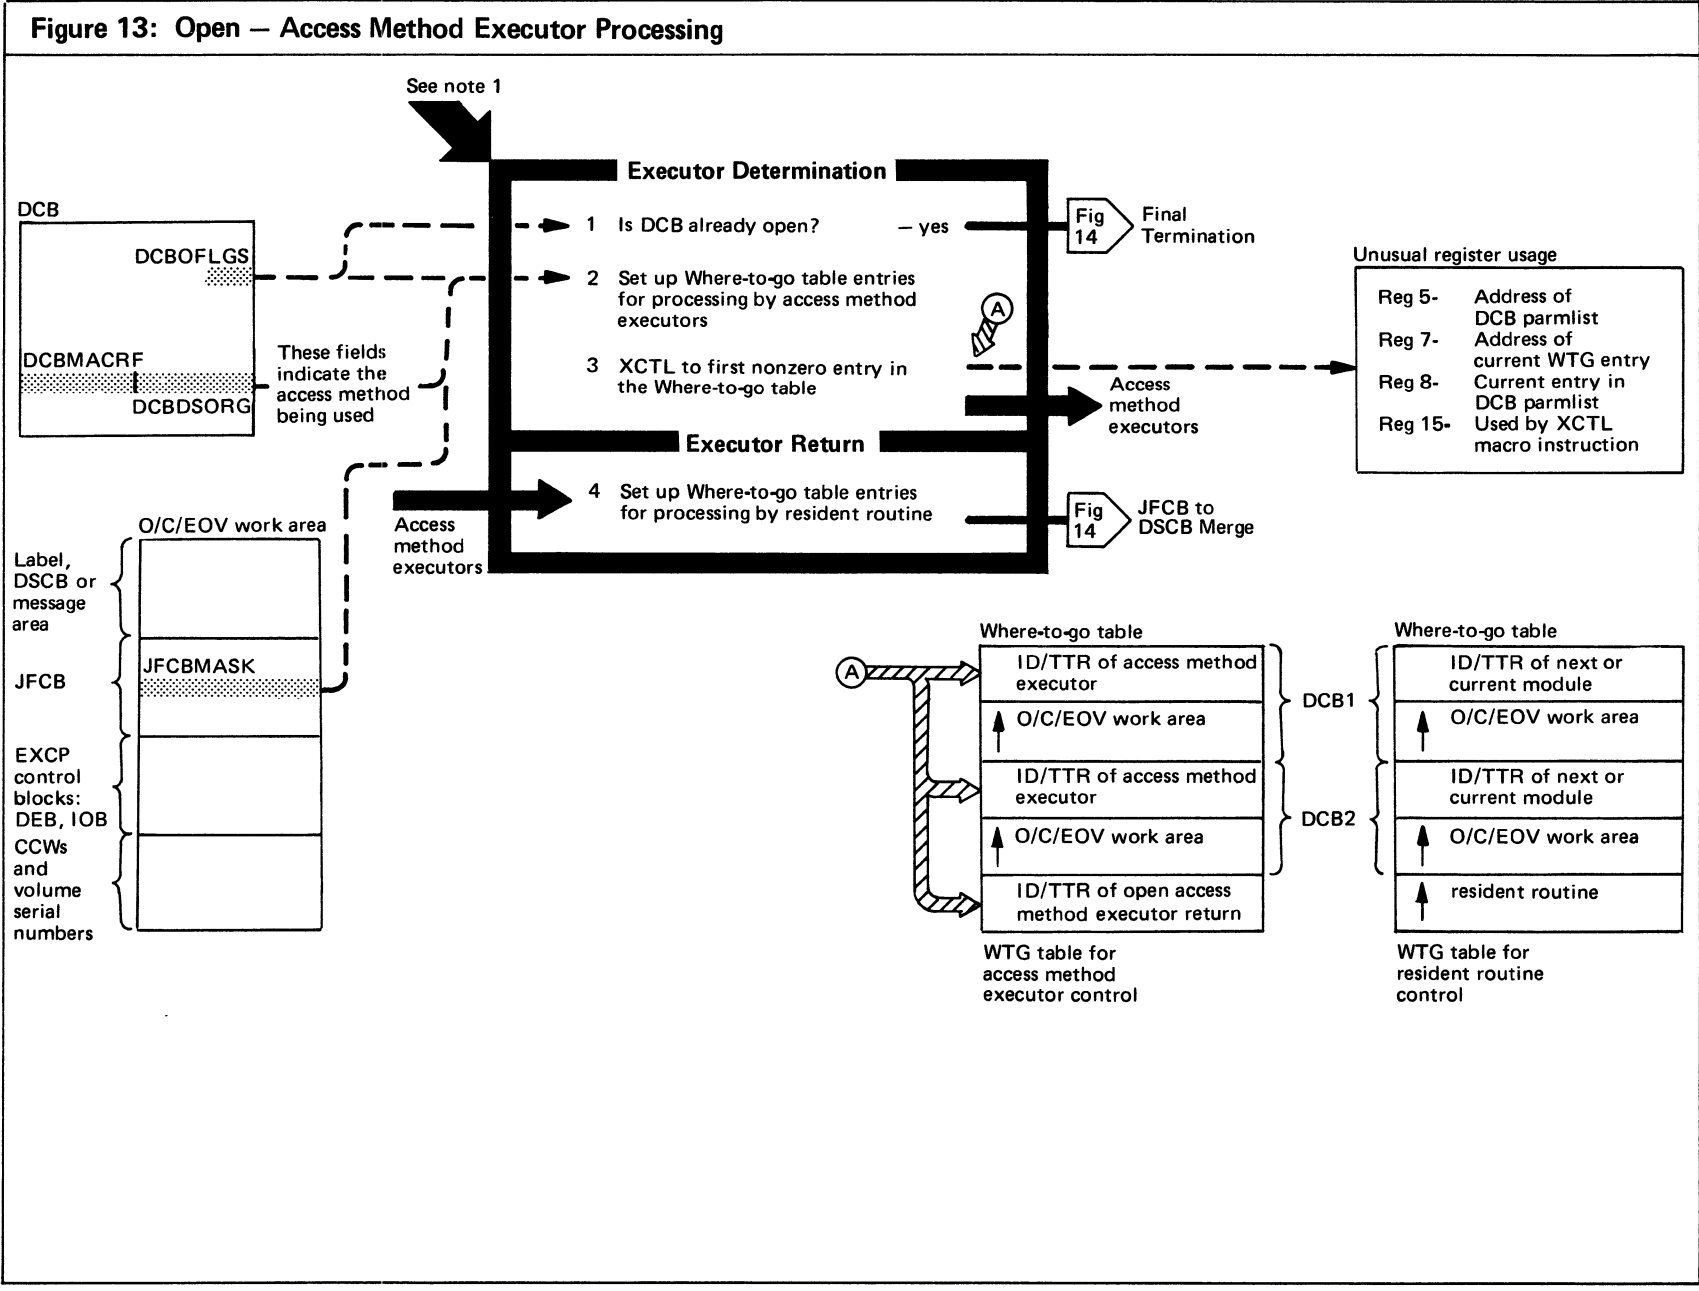 Figure 13: Open — Access Method Executor Processing
See note 1
Executor Determination
DCB
DCBOFLGS
DCBMACRF
DCBDSORG
These fields
indicate the
access method
being used
1 Is DCB already open? — yes
Fig
14
Final
Termination
2 Set up Where-to-go table entries
for processing by access method
executors
A
3 XCTL to first nonzero entry in
the Where-to-go table
Access
method
executors
Unusual register usage
Reg 5- Address of
DCB parmlist
Reg 7- Address of
current WTG entry
Reg 8- Current entry in
DCB parmlist
Reg 15- Used by XCTL
macro instruction
Executor Return
4 Set up Where-to-go table entries
for processing by resident routine
Access
method
executors
Fig
14
JFCB to
DSCB Merge
O/C/EOV work area
Label,
DSCB or
message
area
JFCB
JFCBMASK
EXCP
control
blocks:
DEB, IOB
CCWs
and
volume
serial
numbers
A
Where-to-go table
ID/TTR of access method
executor
O/C/EOV work area
ID/TTR of access method
executor
O/C/EOV work area
ID/TTR of open access
method executor return
WTG table for
access method
executor control
DCB1
DCB2
Where-to-go table
ID/TTR of next or
current module
O/C/EOV work area
ID/TTR of next or
current module
O/C/EOV work area
resident routine
WTG table for
resident routine
control